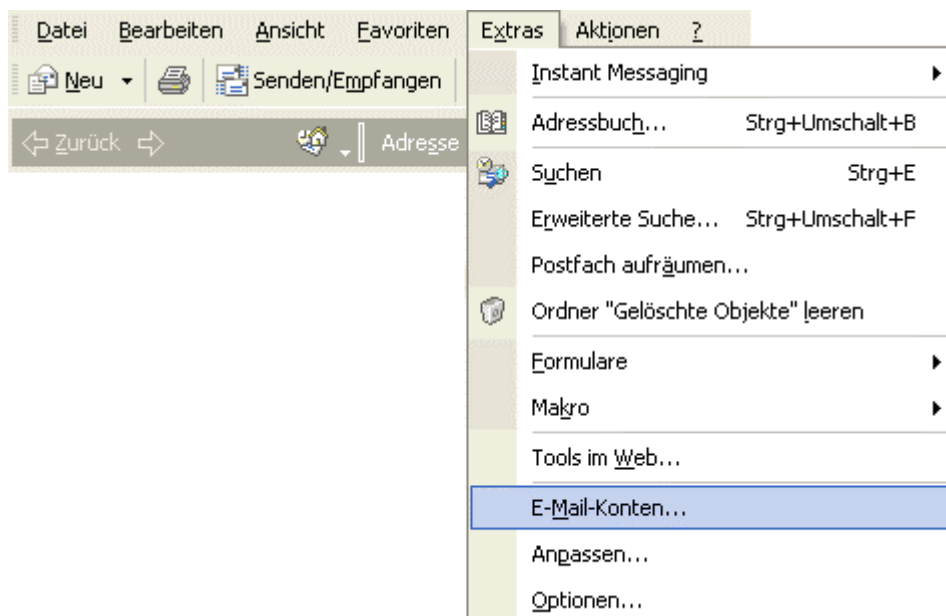 Datei Bearbeiten Ansicht Favoriten Extras Aktionen ?
Neu Senden/Empfangen
Zurück Adresse
Instant Messaging
Adressbuch... Strg+Umschalt+B
Suchen Strg+E
Erweiterte Suche... Strg+Umschalt+F
Postfach aufräumen...
Ordner "Gelöschte Objekte" leeren
Formulare
Makro
Tools im Web...
E-Mail-Konten...
Anpassen...
Optionen...